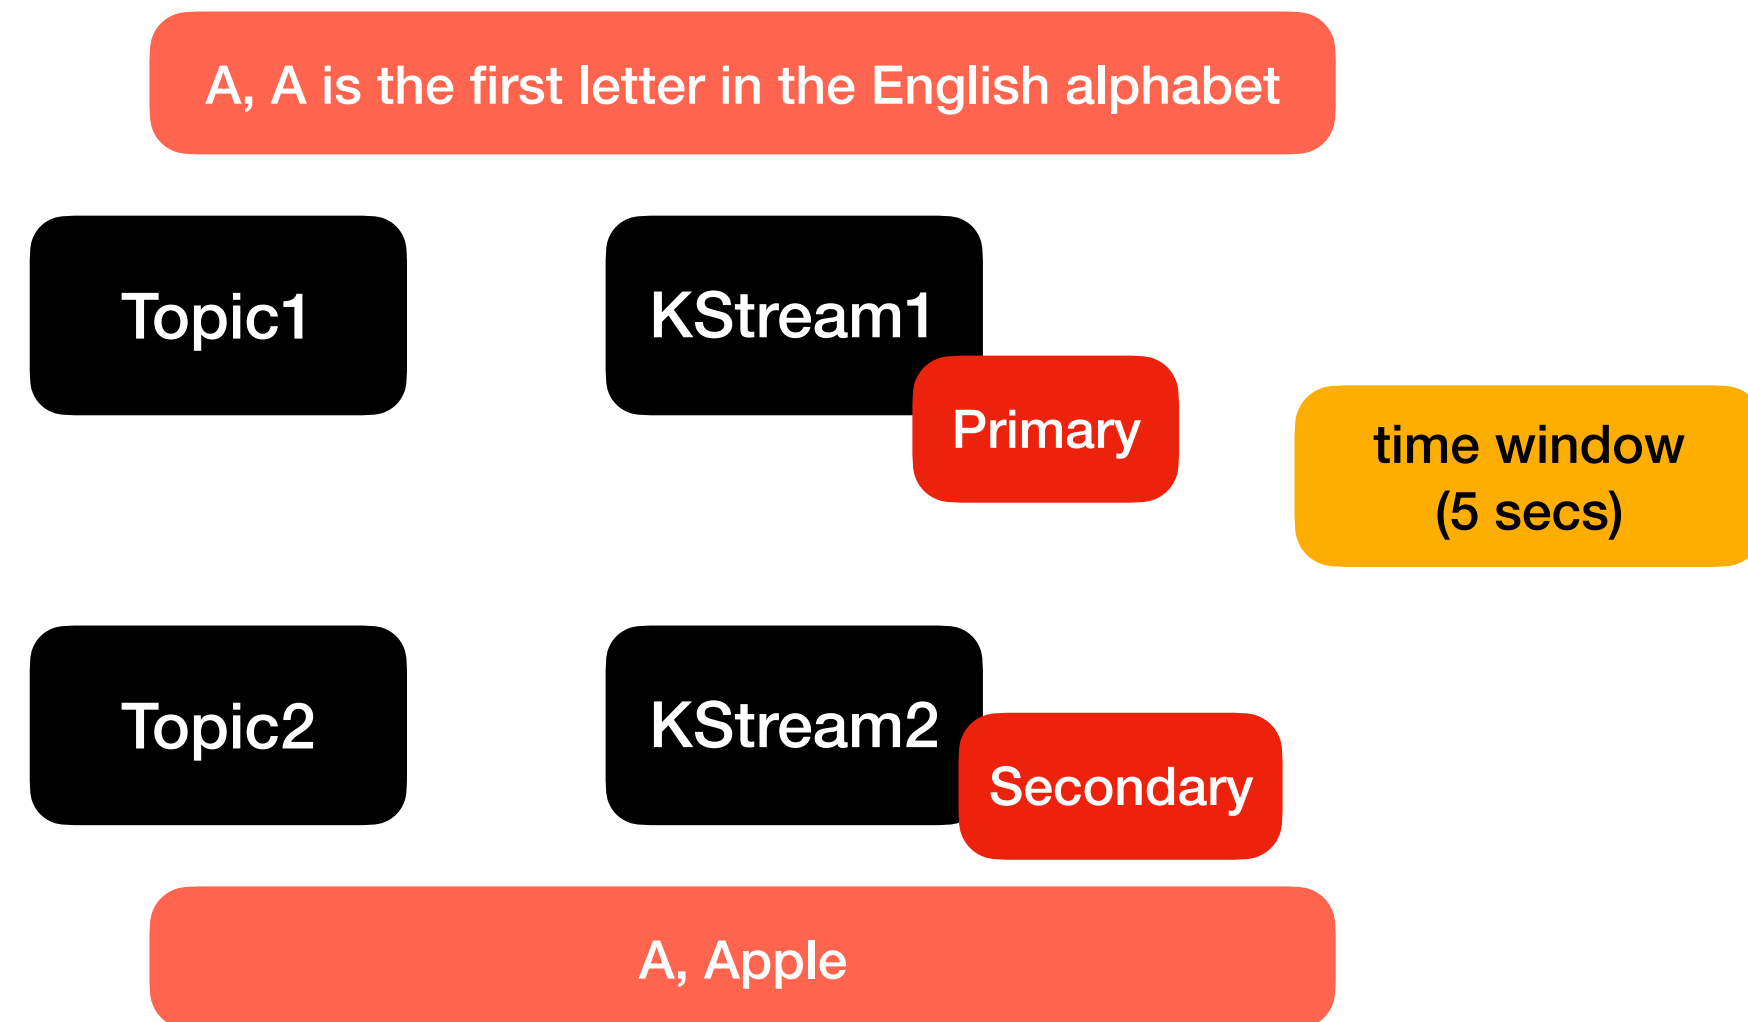 A, A is the first letter in the English alphabet
Topic1
KStream1
Primary
time window
(5 secs)
Topic2
KStream2
Secondary
A, Apple